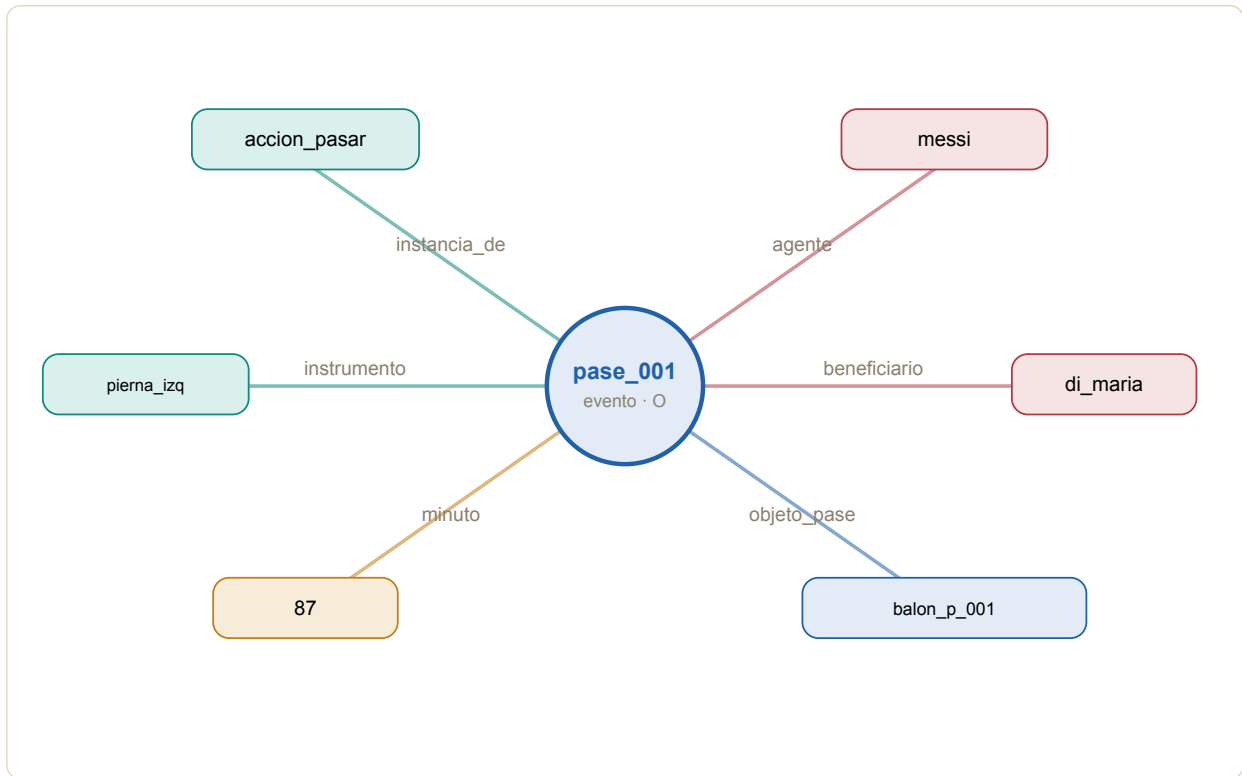 accion_pasar
messi
instancia_de
agente
pierna_izq
instrumento
pase_001
evento · O
beneficiario
di_maria
minuto
objeto_pase
87
balon_p_001